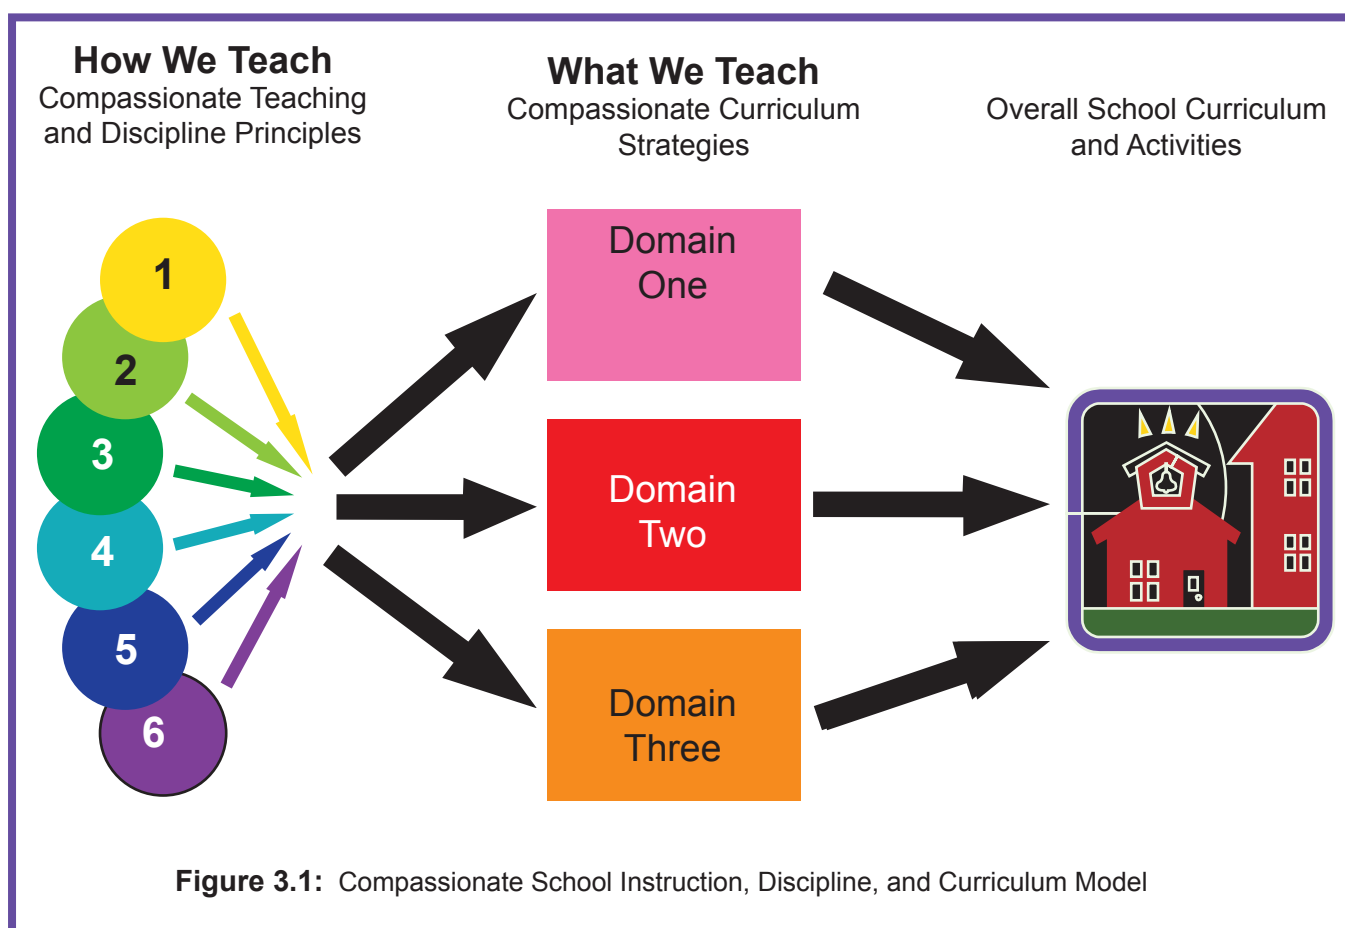 How We Teach
Compassionate Teaching
and Discipline Principles
What We Teach
Compassionate Curriculum
Strategies
Overall School Curriculum
and Activities
1
2
3
4
5
6
Domain
One
Domain
Two
Domain
Three
Figure 3.1: Compassionate School Instruction, Discipline, and Curriculum Model